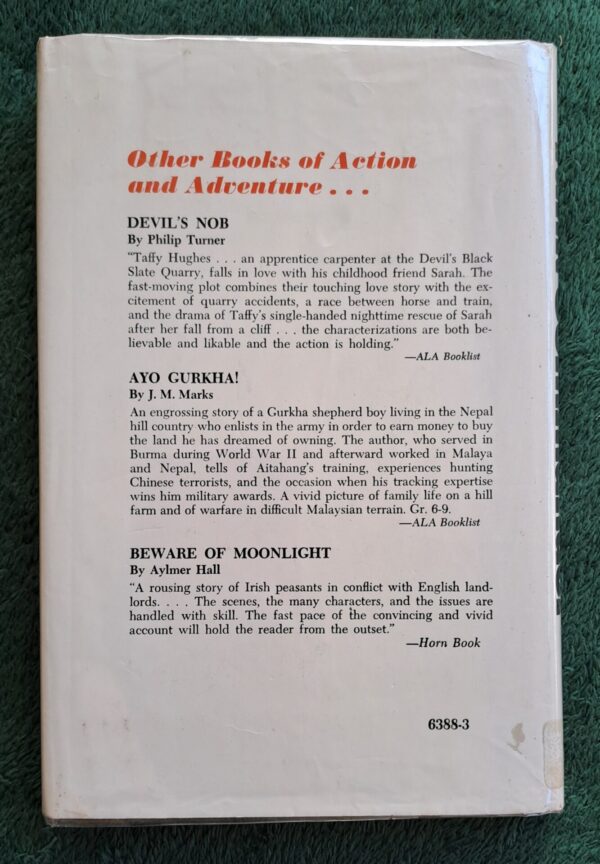 Other Books of Action
and Adventure . . .
DEVIL'S NOB
By Philip Turner
"Taffy Hughes . . . an apprentice carpenter at the Devil's Black
Slate Quarry, falls in love with his childhood friend Sarah. The
fast-moving plot combines their touching love story with the ex-
citement of quarry accidents, a race between horse and train,
and the drama of Taffy's single-handed nighttime rescue of Sarah
after her fall from a cliff . . . the characterizations are both be-
lievable and likable and the action is holding."
—ALA Booklist
AYO GURKHA!
By J. M. Marks
An engrossing story of a Gurkha shepherd boy living in the Nepal
hill country who enlists in the army in order to earn money to buy
the land he has dreamed of owning. The author, who served in
Burma during World War II and afterward worked in Malaya
and Nepal, tells of Aitahang's training, experiences hunting
Chinese terrorists, and the occasion when his tracking expertise
wins him military awards. A vivid picture of family life on a hill
farm and of warfare in difficult Malaysian terrain. Gr. 6-9.
—ALA Booklist
BEWARE OF MOONLIGHT
By Aylmer Hall
"A rousing story of Irish peasants in conflict with English land-
lords. . . . The scenes, the many characters, and the issues are
handled with skill. The fast pace of the convincing and vivid
account will hold the reader from the outset."
—Horn Book
6388-3